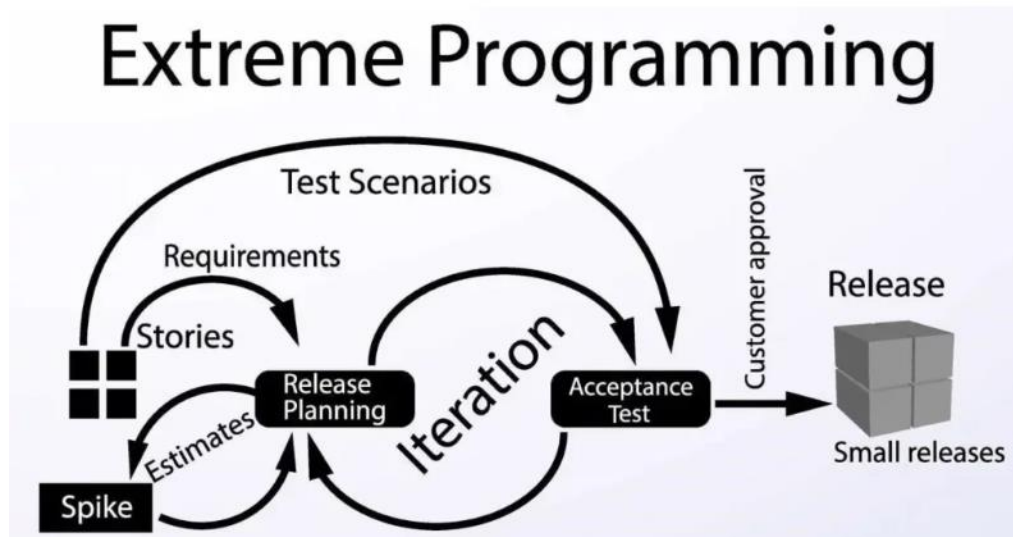 Extreme Programming
Test Scenarios
Requirements
Stories
Release
Planning
Estimates
Spike
Iteration
Acceptance
Test
Customer approval
Release
Small releases